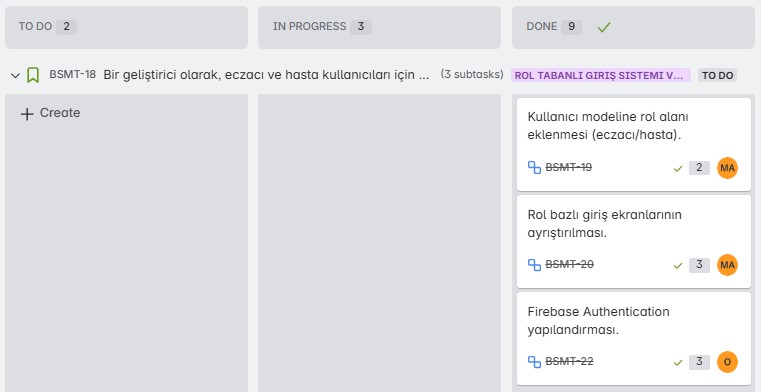 TO DO 2
IN PROGRESS 3
DONE 9
BSMT-18 Bir geliştirici olarak, eczacı ve hasta kullanıcıları için ... (3 subtasks) ROL TABANLI GIRIŞ SISTEMI V... TO DO
Create
Kullanıcı modeline rol alanı
eklenmesi (eczacı/hasta).
BSMT-19 2 MA
Rol bazlı giriş ekranlarının
ayrıştırılması.
BSMT-20 3 MA
Firebase Authentication
yapılandırması.
BSMT-22 3 O